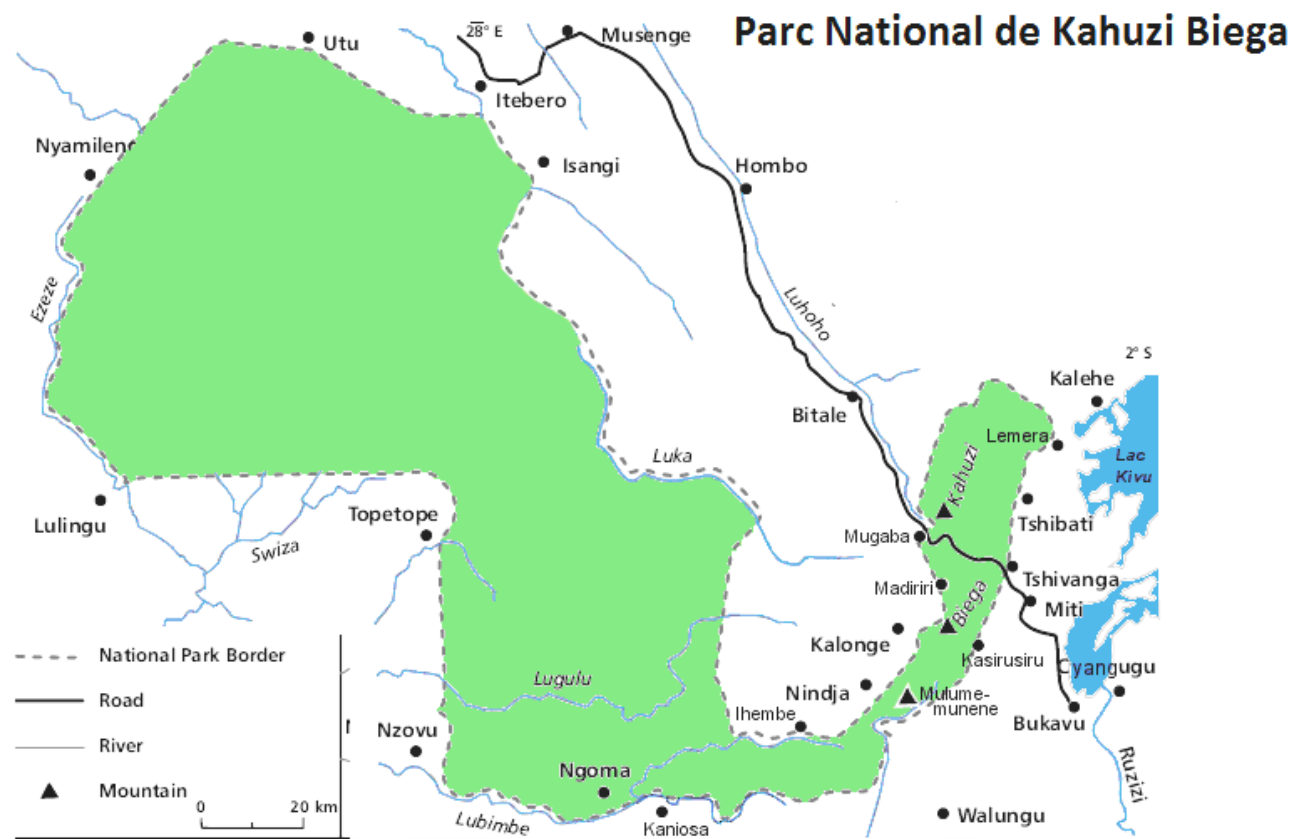 Parc National de Kahuzi Biega
Utu
28° E
Musenge
Itebero
Nyamileng
Isangi
Hombo
Ezeze
Luhoho
2° S
Kalehe
Bitale
Lemera
Luka
Kahuzi
Lac
Kivu
Lulingu
Topetope
Tshibati
Swiza
Mugaba
Tshivanga
Madiriri
Biega
Miti
Kalonge
Kasirusiru
National Park Border
Cyangugu
Lugulu
Nindja
Mulume-
munene
Road
Ihembe
Bukavu
River
Nzovu
Ngoma
Ruzizi
Mountain
0 20 km
Lubimbe
Kaniosa
Walungu